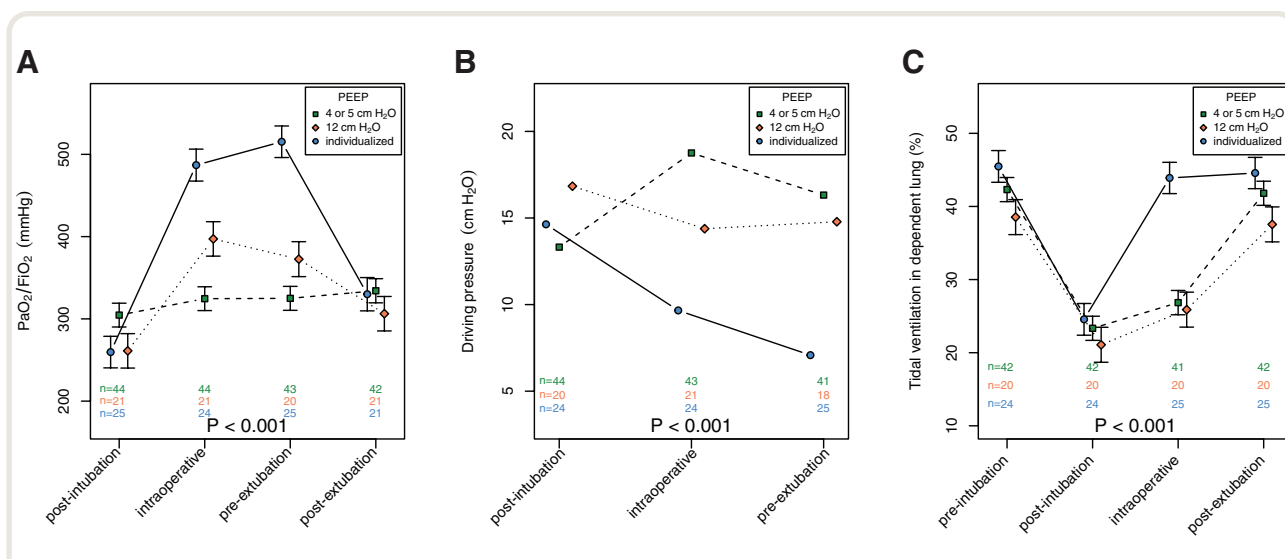 A
PaO2/FiO2 (mmHg)
500
400
300
200
PEEP
4 or 5 cm H2O
12 cm H2O
individualized
n=44 44 43 42
n=21 21 20 21
n=25 24 25 21
P < 0.001
post-intubation
intraoperative
pre-extubation
post-extubation
B
Driving pressure (cm H2O)
20
15
10
5
PEEP
4 or 5 cm H2O
12 cm H2O
individualized
n=44 43 41
n=20 21 18
n=24 24 25
P < 0.001
post-intubation
intraoperative
pre-extubation
C
Tidal ventilation in dependent lung (%)
50
40
30
20
10
PEEP
4 or 5 cm H2O
12 cm H2O
individualized
n=42 42 41 42
n=20 20 20 20
n=24 24 25 25
P < 0.001
pre-intubation
post-intubation
intraoperative
post-extubation